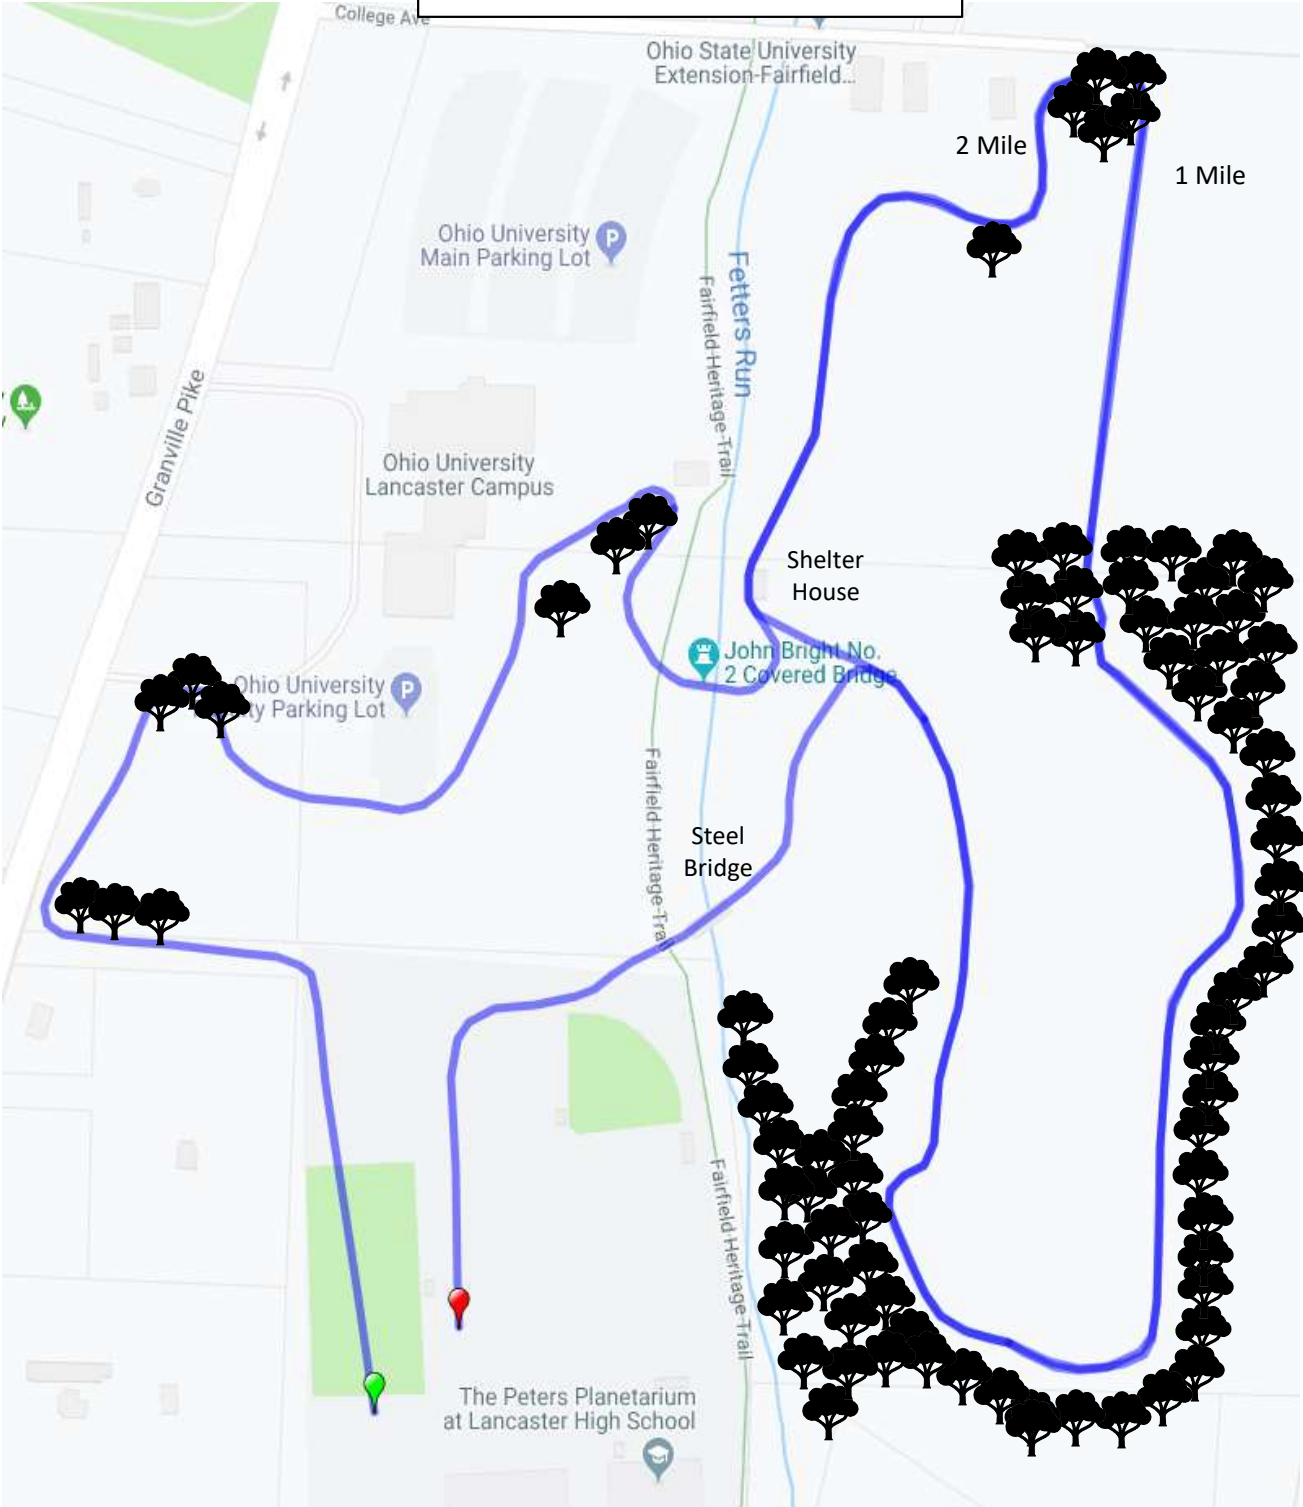 College Ave
Ohio State University
Extension-Fairfield...
2 Mile
1 Mile
Ohio University
Main Parking Lot
P
Fetters Run
Fairfield-Heritage-Trail
Granville Pike
Ohio University
Lancaster Campus
Shelter
House
John Bright No.
2 Covered Bridge
Ohio University
Parking Lot
P
Fairfield-Heritage-Trail
Steel
Bridge
Fairfield-Heritage-Trail
The Peters Planetarium
at Lancaster High School